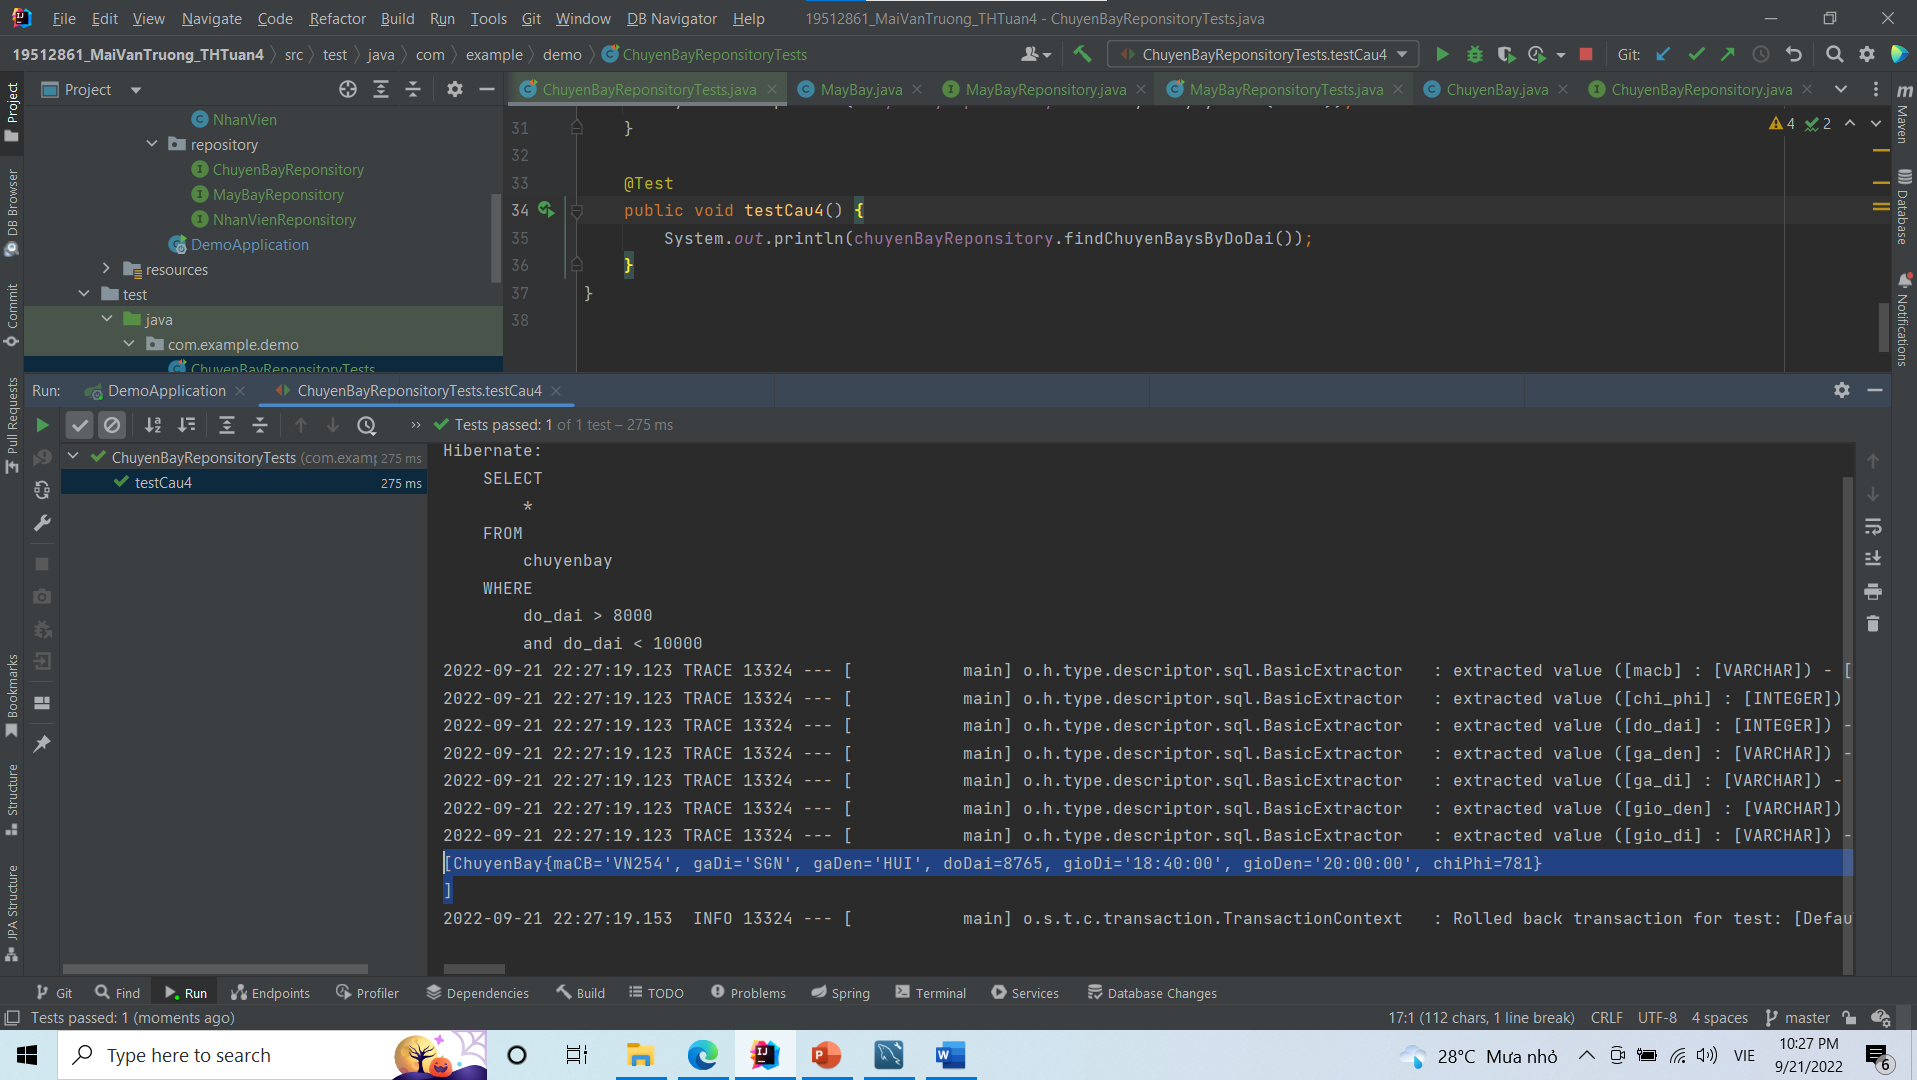 File Edit View Navigate Code Refactor Build Run Tools Git Window DB Navigator Help 19512861_MaiVanTruong_THTuan4 - ChuyenBayReponsitoryTests.java
19512861_MaiVanTruong_THTuan4 src test java com example demo ChuyenBayReponsitoryTests ChuyenBayReponsitoryTests.testCau4 Git:
Project
ChuyenBayReponsitoryTests.java MayBay.java MayBayReponsitory.java MayBayReponsitoryTests.java ChuyenBay.java ChuyenBayReponsitory.java
NhanVien
repository
ChuyenBayReponsitory
MayBayReponsitory
NhanVienReponsitory
DemoApplication
resources
test
java
com.example.demo
ChuyenBayReponsitoryTests
31 }
32
33 @Test
34 public void testCau4() {
35 System.out.println(chuyenBayReponsitory.findChuyenBaysByDoDai());
36 }
37 }
38
4 2
Project
DB Browser
Commit
Pull Requests
Bookmarks
Structure
JPA Structure
Maven
Database
Notifications
Run: DemoApplication ChuyenBayReponsitoryTests.testCau4
» Tests passed: 1 of 1 test – 275 ms
ChuyenBayReponsitoryTests (com.examp 275 ms
testCau4 275 ms
Hibernate:
SELECT
*
FROM
chuyenbay
WHERE
do_dai > 8000
and do_dai < 10000
2022-09-21 22:27:19.123 TRACE 13324 --- [ main] o.h.type.descriptor.sql.BasicExtractor : extracted value ([macb] : [VARCHAR]) - [
2022-09-21 22:27:19.123 TRACE 13324 --- [ main] o.h.type.descriptor.sql.BasicExtractor : extracted value ([chi_phi] : [INTEGER])
2022-09-21 22:27:19.123 TRACE 13324 --- [ main] o.h.type.descriptor.sql.BasicExtractor : extracted value ([do_dai] : [INTEGER]) -
2022-09-21 22:27:19.123 TRACE 13324 --- [ main] o.h.type.descriptor.sql.BasicExtractor : extracted value ([ga_den] : [VARCHAR]) -
2022-09-21 22:27:19.123 TRACE 13324 --- [ main] o.h.type.descriptor.sql.BasicExtractor : extracted value ([ga_di] : [VARCHAR]) -
2022-09-21 22:27:19.123 TRACE 13324 --- [ main] o.h.type.descriptor.sql.BasicExtractor : extracted value ([gio_den] : [VARCHAR])
2022-09-21 22:27:19.123 TRACE 13324 --- [ main] o.h.type.descriptor.sql.BasicExtractor : extracted value ([gio_di] : [VARCHAR]) -
[ChuyenBay{maCB='VN254', gaDi='SGN', gaDen='HUI', doDai=8765, gioDi='18:40:00', gioDen='20:00:00', chiPhi=781}
]
2022-09-21 22:27:19.153 INFO 13324 --- [ main] o.s.t.c.transaction.TransactionContext : Rolled back transaction for test: [Defau
Git Find Run Endpoints Profiler Dependencies Build TODO Problems Spring Terminal Services Database Changes
Tests passed: 1 (moments ago) 17:1 (112 chars, 1 line break) CRLF UTF-8 4 spaces master
Type here to search 28°C Mưa nhỏ VIE 10:27 PM
9/21/2022 6